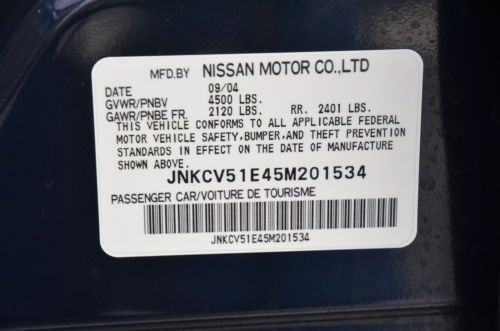 MFD.BY NISSAN MOTOR CO.,LTD
DATE 09/04
GVWR/PNBV 4500 LBS.
GAWR/PNBE FR. 2120 LBS. RR. 2401 LBS.
THIS VEHICLE CONFORMS TO ALL APPLICABLE FEDERAL
MOTOR VEHICLE SAFETY, BUMPER, AND THEFT PREVENTION
STANDARDS IN EFFECT ON THE DATE OF MANUFACTURE
SHOWN ABOVE.
JNKCV51E45M201534
PASSENGER CAR/VOITURE DE TOURISME
JNKCV51E45M201534